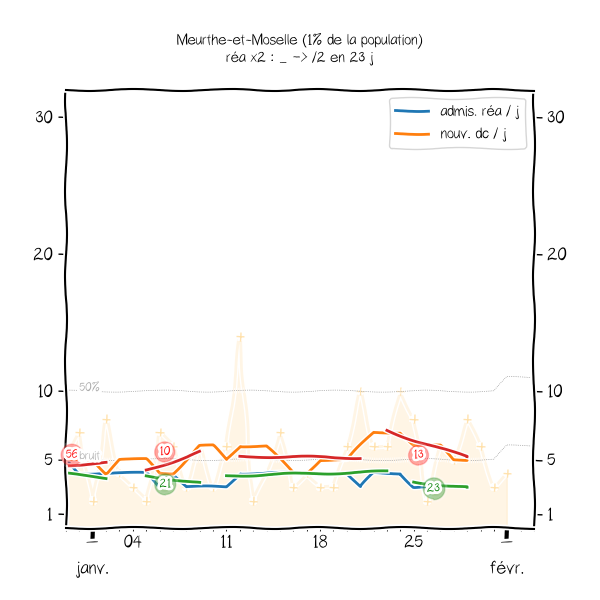 Meurthe-et-Moselle (1% de la population)
réa x2 : _ -> /2 en 23 j
admis. réa / j
nouv. dc / j
30
30
20
20
10
50%
10
5
56
bruit
10
21
13
23
5
1
1
04
11
18
25
janv.
févr.